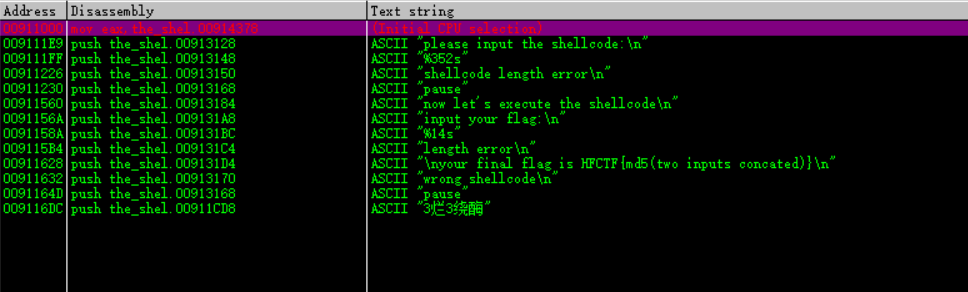 Address Disassembly Text string
00911000 mov eax,the_shel.00914378 (Initial CPU selection)
009111E9 push the_shel.00913128 ASCII "please input the shellcode:\n"
009111FF push the_shel.00913148 ASCII "%352s"
00911226 push the_shel.00913150 ASCII "shellcode length error\n"
00911230 push the_shel.00913168 ASCII "pause"
00911560 push the_shel.00913184 ASCII "now let's execute the shellcode\n"
0091156A push the_shel.009131A8 ASCII "input your flag:\n"
0091158A push the_shel.009131BC ASCII "%14s"
009115B4 push the_shel.009131C4 ASCII "length error\n"
00911628 push the_shel.009131D4 ASCII "\nyour final flag is HFCTF{md5(two inputs concated)}\n"
00911632 push the_shel.00913170 ASCII "wrong shellcode\n"
0091164D push the_shel.00913168 ASCII "pause"
009116DC push the_shel.00911CD8 ASCII "3烂3绕酶"